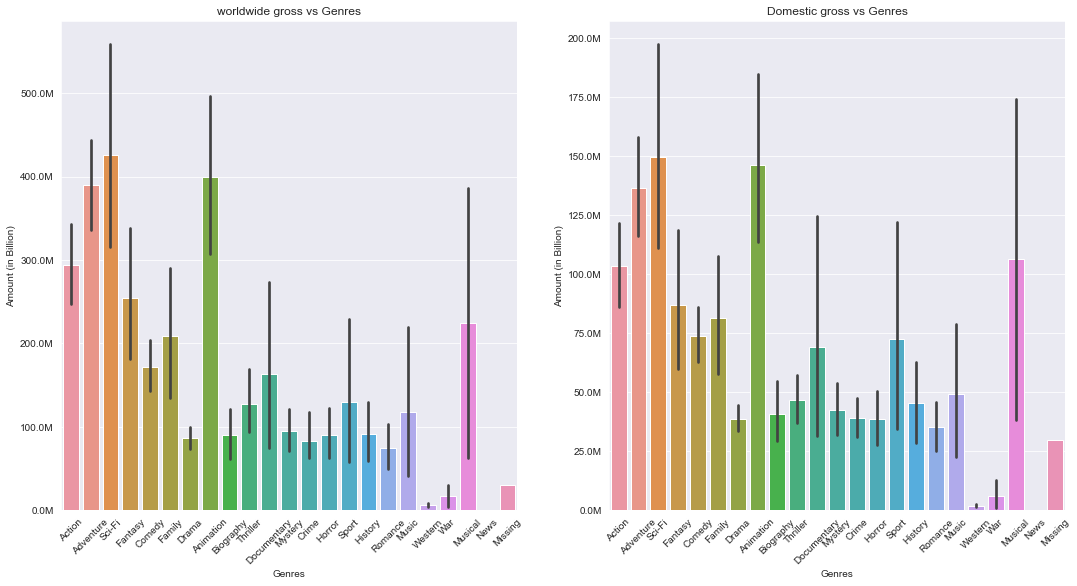 worldwide gross vs Genres
Amount (in Billion)
500.0M
400.0M
300.0M
200.0M
100.0M
0.0M
Action
Adventure
Sci-Fi
Fantasy
Comedy
Family
Drama
Animation
Biography
Thriller
Documentary
Mystery
Crime
Horror
Sport
History
Romance
Music
Western
War
Musical
News
Missing
Genres
Domestic gross vs Genres
Amount (in Billion)
200.0M
175.0M
150.0M
125.0M
100.0M
75.0M
50.0M
25.0M
0.0M
Action
Adventure
Sci-Fi
Fantasy
Comedy
Family
Drama
Animation
Biography
Thriller
Documentary
Mystery
Crime
Horror
Sport
History
Romance
Music
Western
War
Musical
News
Missing
Genres